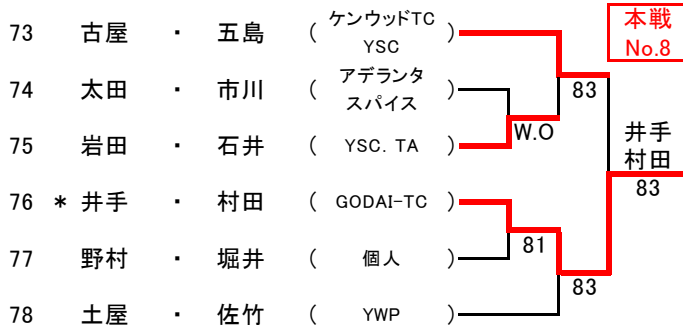 本戦
No.8
73 古屋 ・ 五島 ( ケンウッドTC YSC )
74 太田 ・ 市川 ( アデランタ スパイス )
83
75 岩田 ・ 石井 ( YSC. TA )
W.O
井手
村田
83
76 * 井手 ・ 村田 ( GODAI-TC )
77 野村 ・ 堀井 ( 個人 )
81
83
78 土屋 ・ 佐竹 ( YWP )